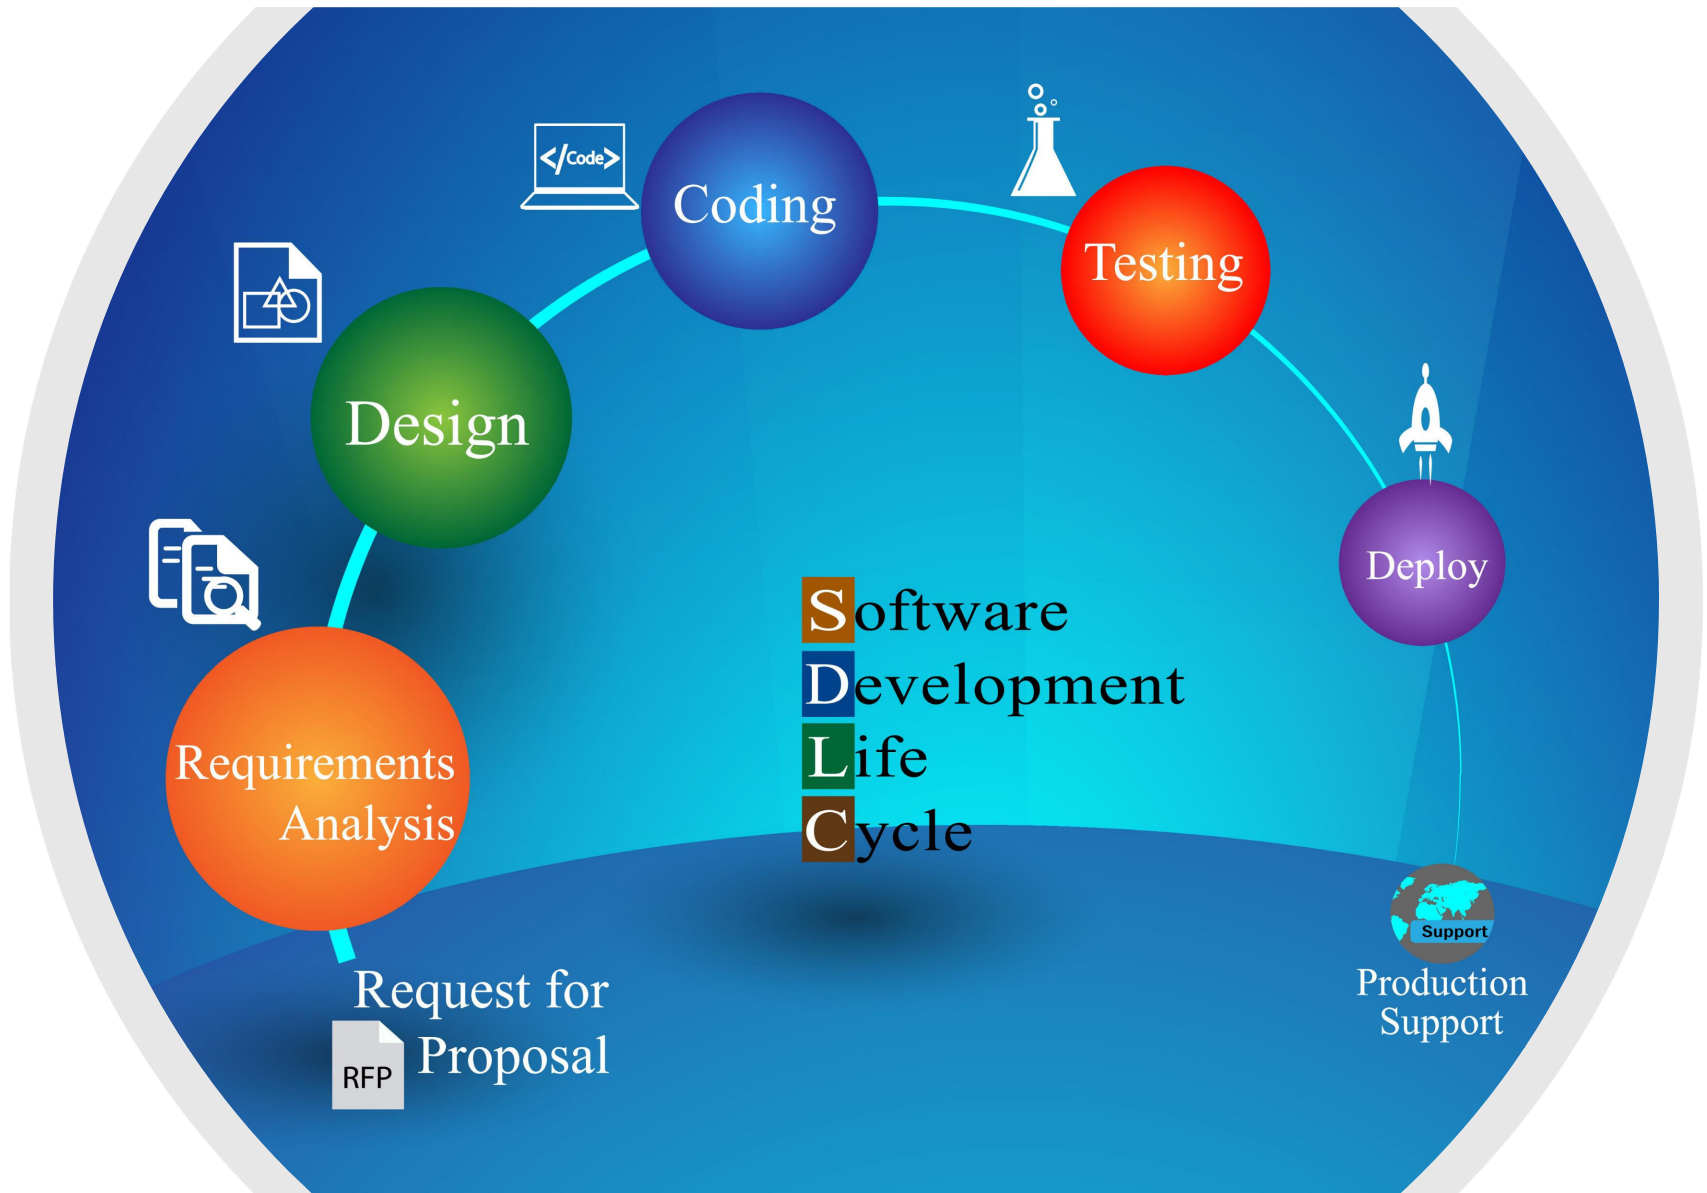 </Code>
Coding
Testing
Design
Deploy
Requirements
Analysis
Software
Development
Life
Cycle
Request for
Proposal
RFP
Support
Production
Support